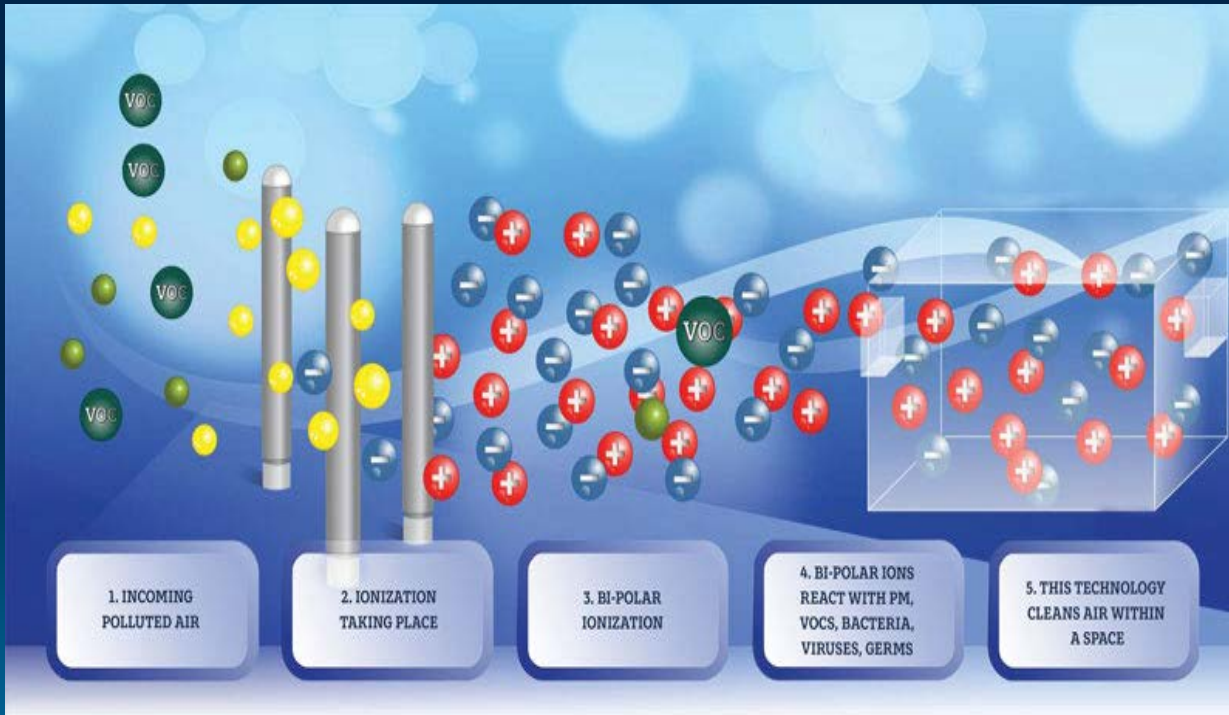 VOC
VOC
VOC
VOC
VOC
1. INCOMING
POLLUTED AIR
2. IONIZATION
TAKING PLACE
3. BI-POLAR
IONIZATION
4. BI-POLAR IONS
REACT WITH PM,
VOCS, BACTERIA,
VIRUSES, GERMS
5. THIS TECHNOLOGY
CLEANS AIR WITHIN
A SPACE